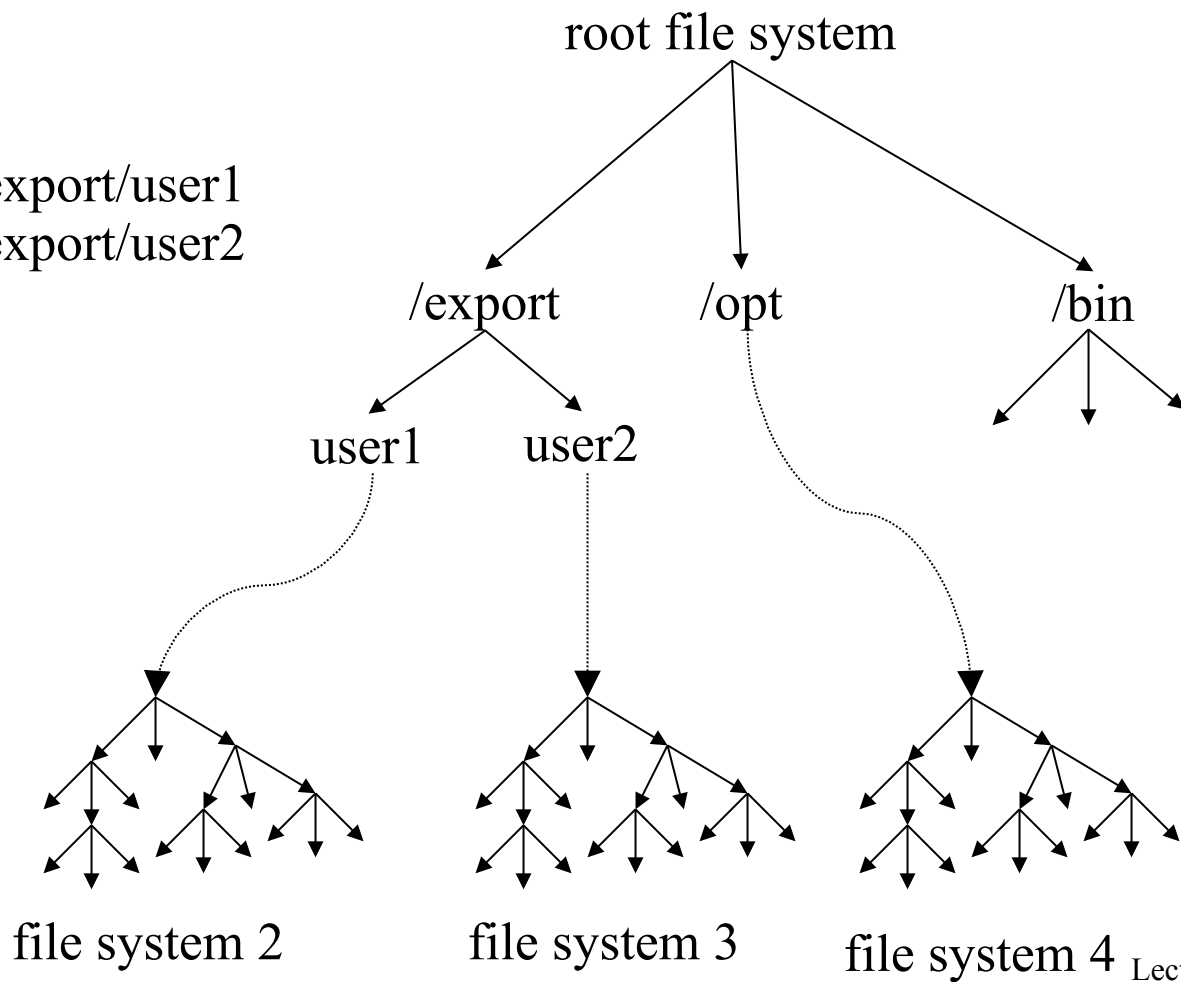 root file system
export/user1
export/user2
/export
/opt
/bin
user1
user2
file system 2
file system 3
file system 4